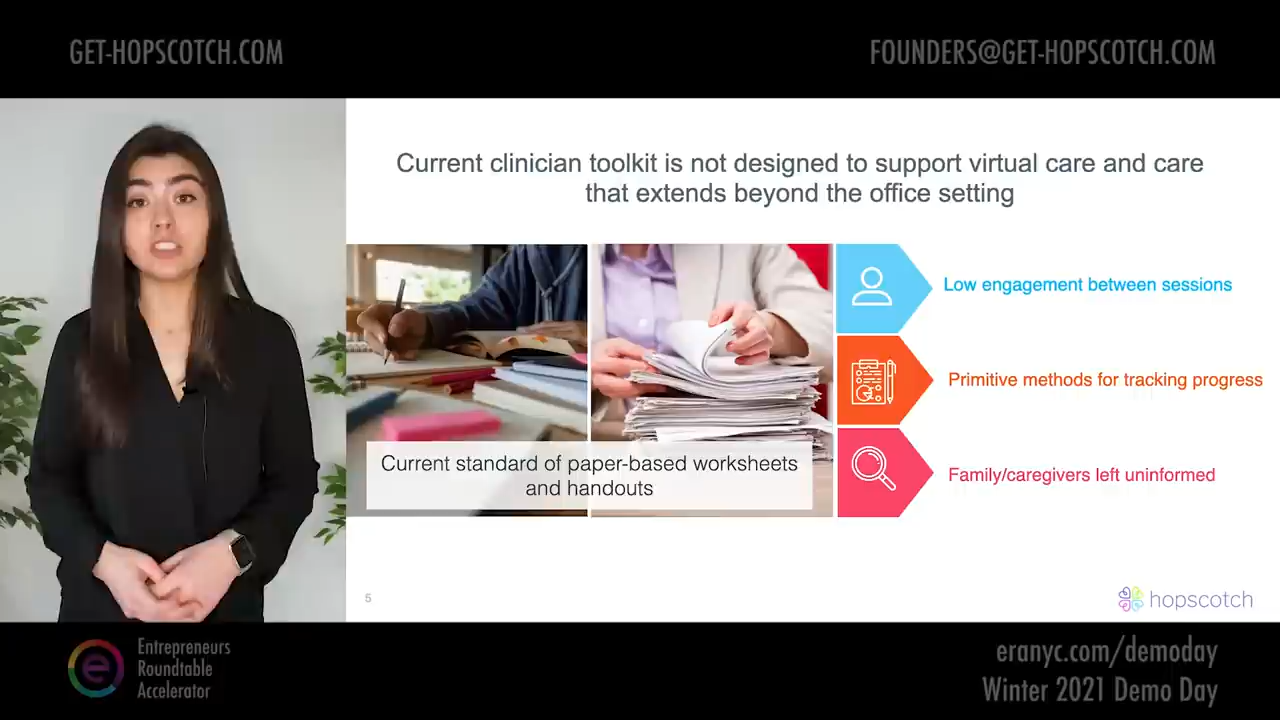 GET-HOPSCOTCH.COM
FOUNDERS@GET-HOPSCOTCH.COM
Current clinician toolkit is not designed to support virtual care and care
that extends beyond the office setting
Low engagement between sessions
Primitive methods for tracking progress
Current standard of paper-based worksheets
and handouts
Family/caregivers left uninformed
5
hopscotch
e
Entrepreneurs
Roundtable
Accelerator
eranyc.com/demoday
Winter 2021 Demo Day